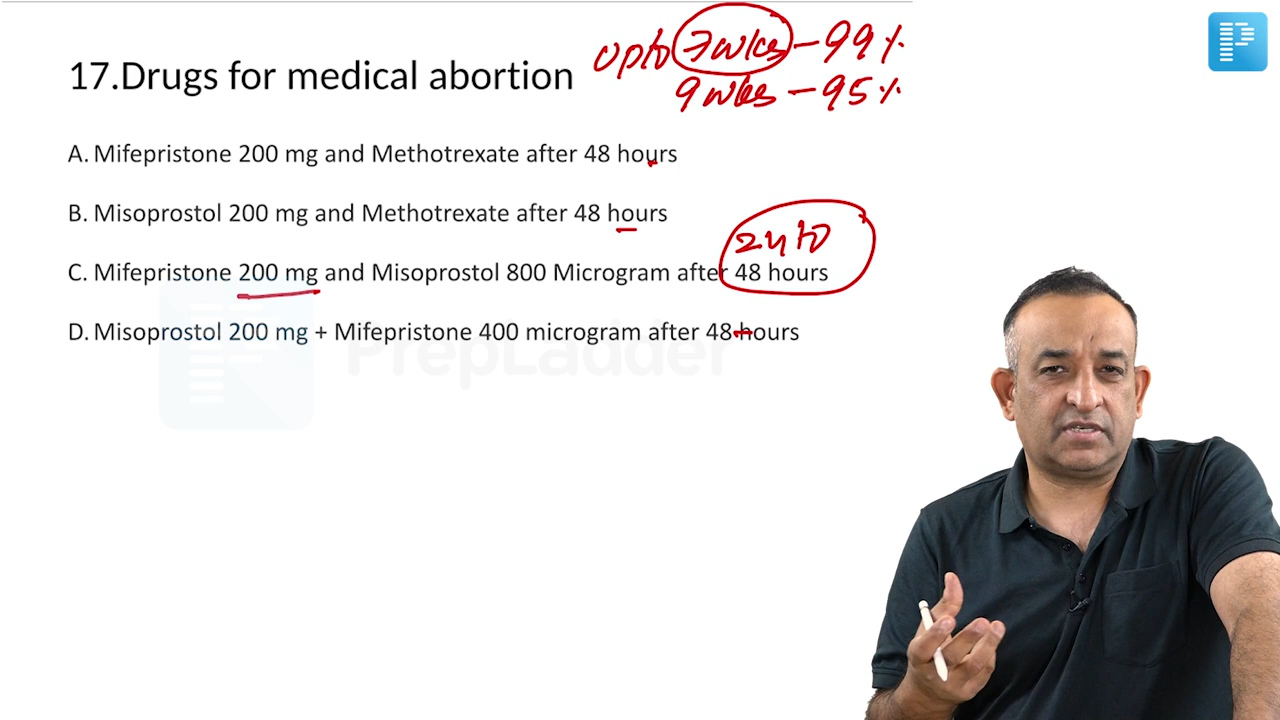 upto 7wks - 99%
9wks - 95%
17.Drugs for medical abortion
A. Mifepristone 200 mg and Methotrexate after 48 hours
B. Misoprostol 200 mg and Methotrexate after 48 hours
24 to
C. Mifepristone 200 mg and Misoprostol 800 Microgram after 48 hours
D. Misoprostol 200 mg + Mifepristone 400 microgram after 48 hours
PrepLadder